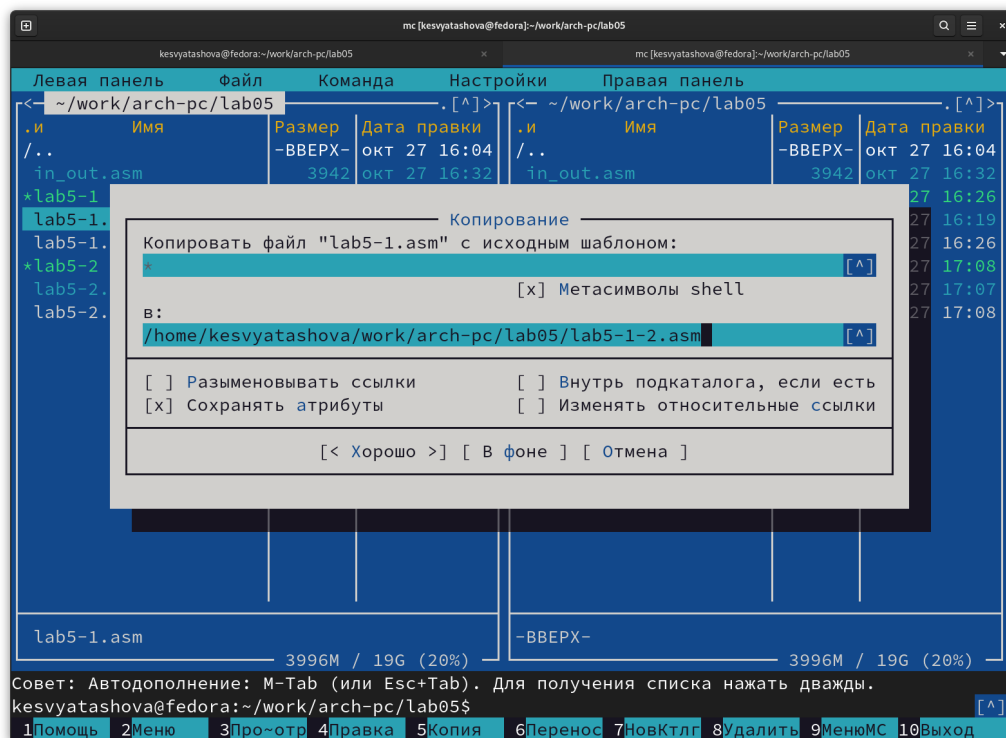 mc [kesvyatashova@fedora]:~/work/arch-pc/lab05
kesvyatashova@fedora:~/work/arch-pc/lab05 × mc [kesvyatashova@fedora]:~/work/arch-pc/lab05 ×
Левая панель Файл Команда Настройки Правая панель
<─ ~/work/arch-pc/lab05 .[^]> <─ ~/work/arch-pc/lab05 .[^]>
.и Имя Размер Дата правки .и Имя Размер Дата правки
/.. -ВВЕРХ- окт 27 16:04 /.. -ВВЕРХ- окт 27 16:04
in_out.asm 3942 окт 27 16:32 in_out.asm 3942 окт 27 16:32
*lab5-1 27 16:26
lab5-1. Копирование 27 16:19
lab5-1. Копировать файл "lab5-1.asm" с исходным шаблоном: 27 16:26
*lab5-2 * [^] 27 17:08
lab5-2. [x] Метасимволы shell 27 17:07
lab5-2. в: 27 17:08
/home/kesvyatashova/work/arch-pc/lab05/lab5-1-2.asm [^]
[ ] Разыменовывать ссылки [ ] Внутрь подкаталога, если есть
[x] Сохранять атрибуты [ ] Изменять относительные ссылки
[< Хорошо >] [ В фоне ] [ Отмена ]
lab5-1.asm -ВВЕРХ-
3996M / 19G (20%) 3996M / 19G (20%)
Совет: Автодополнение: M-Tab (или Esc+Tab). Для получения списка нажать дважды.
kesvyatashova@fedora:~/work/arch-pc/lab05$ [^]
1Помощь 2Меню 3Про~отр 4Правка 5Копия 6Перенос 7НовКтлг 8Удалить 9МенюMC 10Выход